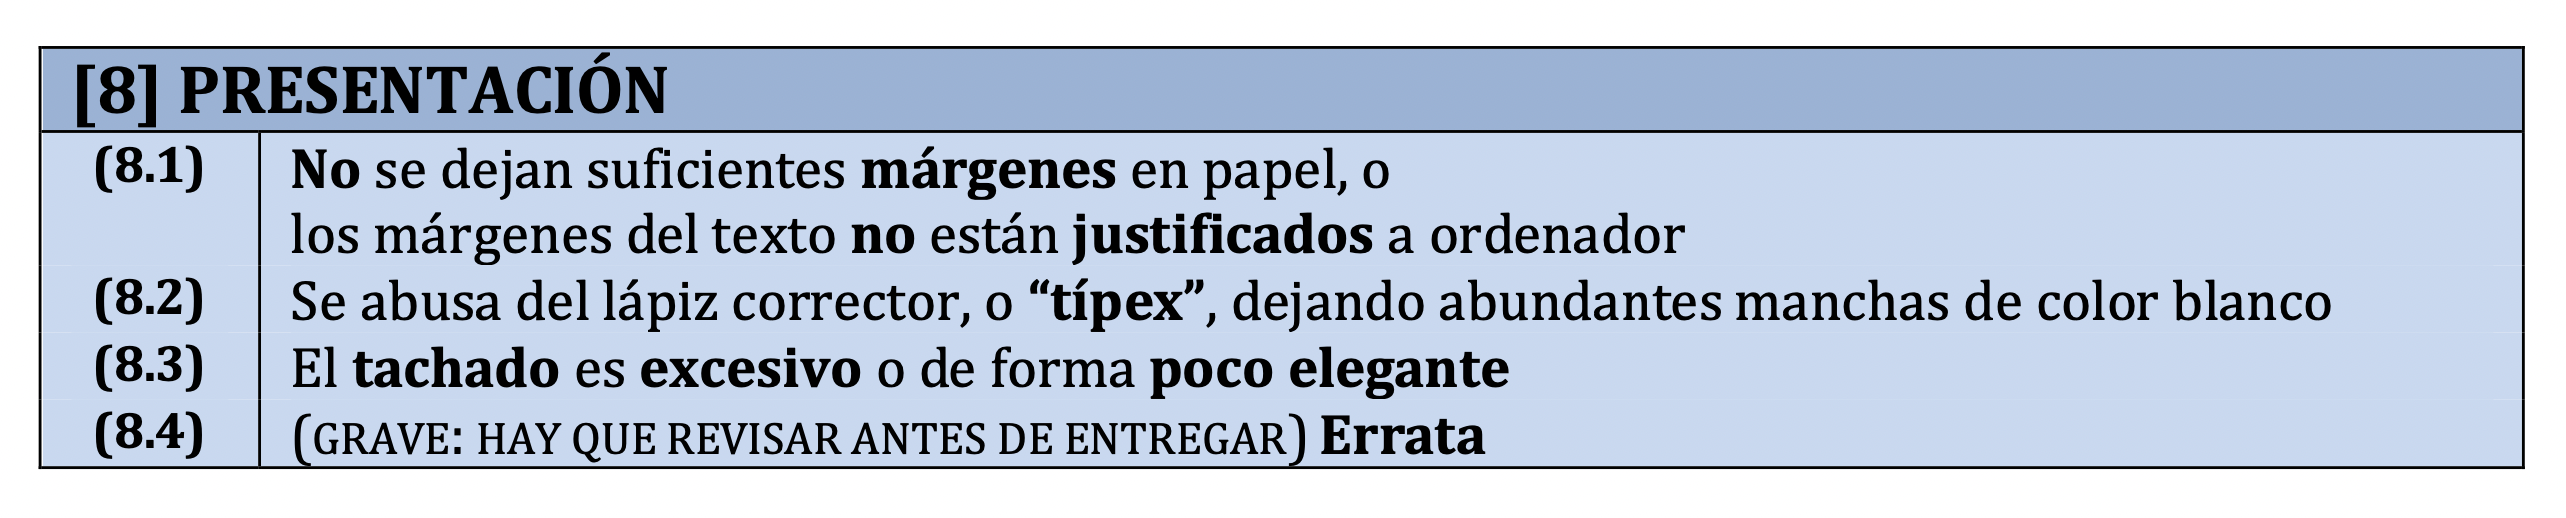 [8] PRESENTACIÓN
(8.1) No se dejan suficientes márgenes en papel, o
los márgenes del texto no están justificados a ordenador
(8.2) Se abusa del lápiz corrector, o “típex”, dejando abundantes manchas de color blanco
(8.3) El tachado es excesivo o de forma poco elegante
(8.4) (GRAVE: HAY QUE REVISAR ANTES DE ENTREGAR) Errata